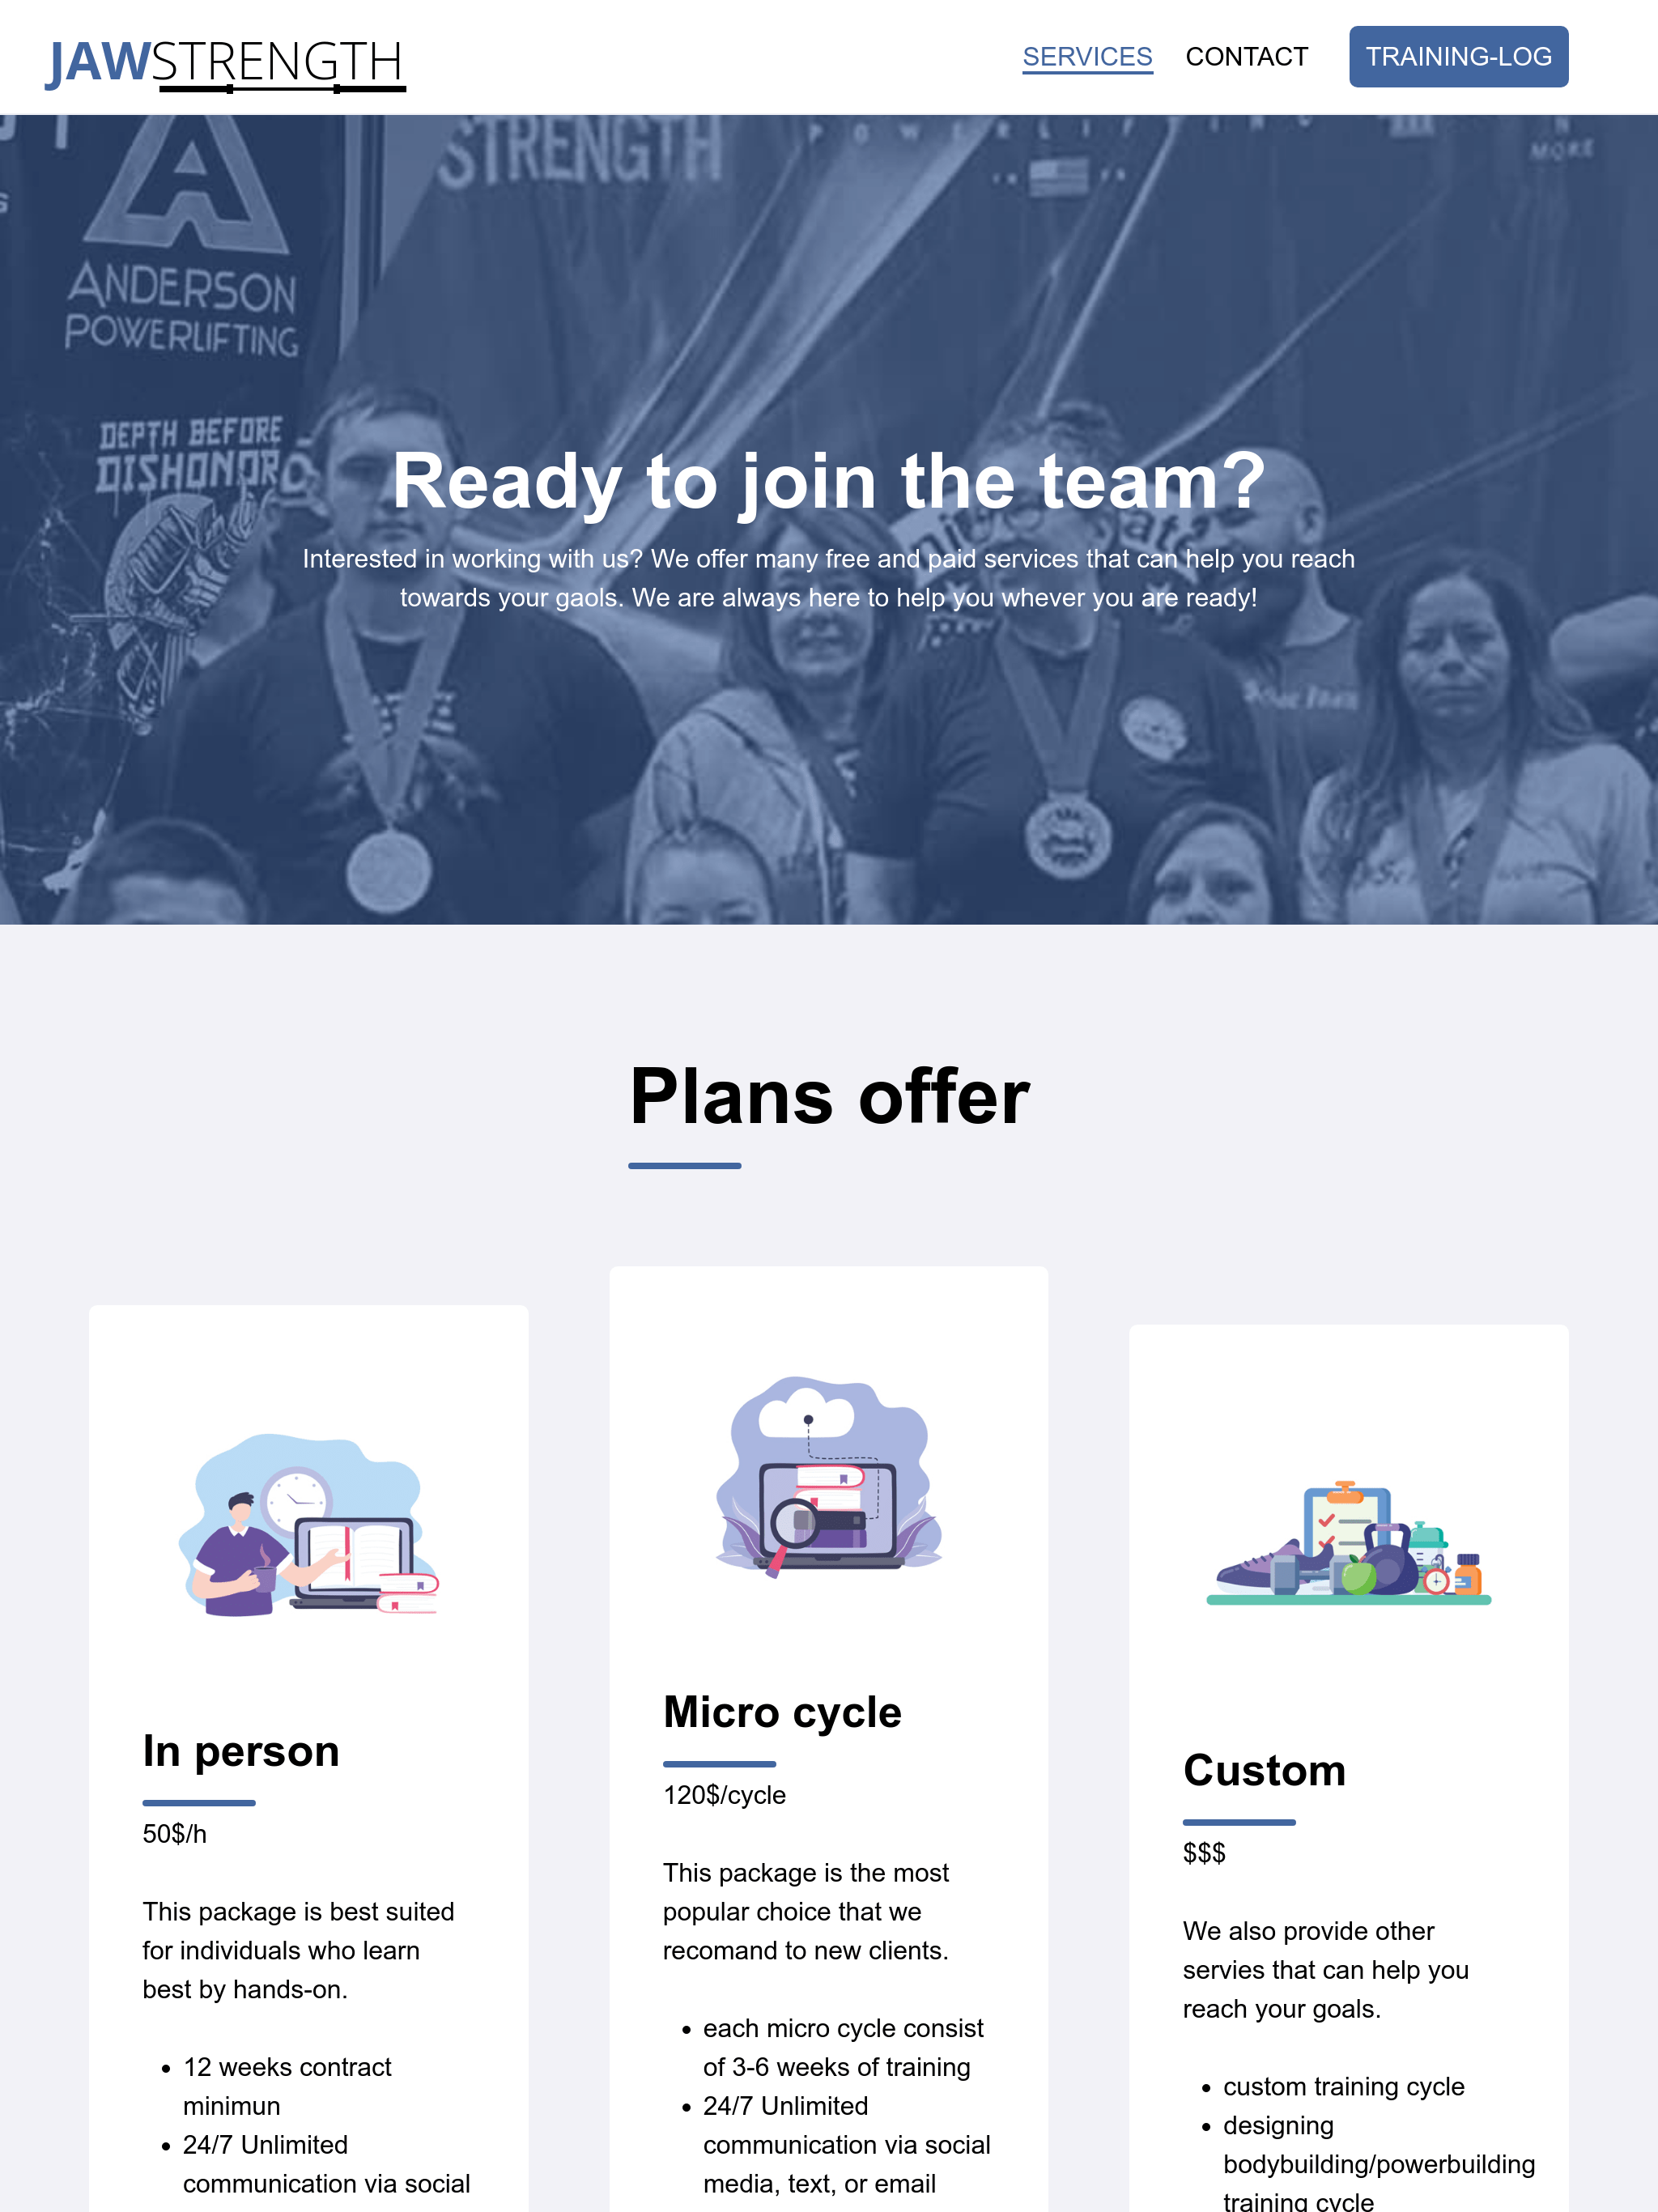 JAWSTRENGTH
SERVICES
CONTACT
TRAINING-LOG
STRENGTH
POWERLIFTING
MORE
ANDERSON
POWERLIFTING
DEPTH BEFORE
DISHONOR
Ready to join the team?
Interested in working with us? We offer many free and paid services that can help you reach
towards your gaols. We are always here to help you whever you are ready!
Plans offer
In person
50$/h
This package is best suited
for individuals who learn
best by hands-on.
12 weeks contract
minimun
24/7 Unlimited
communication via social
Micro cycle
120$/cycle
This package is the most
popular choice that we
recomand to new clients.
each micro cycle consist
of 3-6 weeks of training
24/7 Unlimited
communication via social
media, text, or email
Custom
$$$
We also provide other
servies that can help you
reach your goals.
custom training cycle
designing
bodybuilding/powerbuilding
training cycle